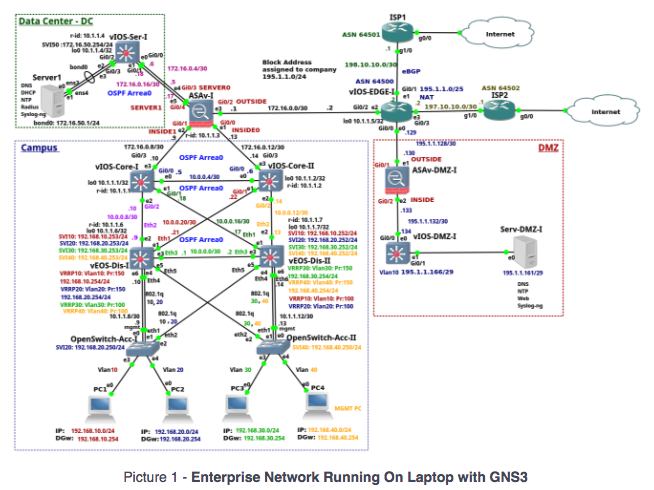 Data Center - DC
r-id: 10.1.1.4
vIOS-Ser-I
SVI50 :172.16.50.254/24
lo0 10.1.1.4/32
bond0:
Server1
DNS
DHCP
NTP
Radius
Syslog-ng
ens3
ens4
bond0: 172.16.50.1/24
172.16.0.4/30
172.16.0.16/30
OSPF Arrea0
Gi0/3 SERVER0
ASAv-I
SERVER1
Gi0/2 OUTSIDE
172.16.0.0/30
.2
INSIDE1
INSIDE0
r-id: 10.1.1.3
Block Address
assigned to company
195.1.1.0/24
ISP1
ASN 64501
g0/0
g1/0
Internet
198.10.10.0/30
eBGP
ASN 64500
vIOS-EDGE-I
195.1.1.0/25
NAT
197.10.10.0/30
ASN 64502
ISP2
g0/0
Internet
lo0 10.1.1.5/32
.129
195.1.1.128/30
.130
OUTSIDE
DMZ
ASAv-DMZ-I
INSIDE
.133
195.1.1.132/30
.134
vIOS-DMZ-I
Vlan10 195.1.1.166/29
Serv-DMZ-I
195.1.1.161/29
DNS
NTP
Web
Syslog-ng
Campus
172.16.0.8/30
OSPF Arrea0
172.16.0.12/30
vIOS-Core-I
10.0.0.4/30
vIOS-Core-II
lo0 10.1.1.1/32
r-id: 10.1.1.1
OSPF Arrea0
lo0 10.1.1.2/32
r-id: 10.1.1.2
10.0.0.8/30
10.0.0.20/30
10.0.0.16/30
10.0.0.12/30
r-id: 10.1.1.6
lo0 10.1.1.6/32
SVI10: 192.168.10.253/24
SVI20: 192.168.20.253/24
SVI30: 192.168.30.253/24
SVI40: 192.168.40.253/24
OSPF Arrea0
10.0.0.0/30
r-id: 10.1.1.7
lo0 10.1.1.7/32
SVI10: 192.168.10.252/24
SVI20: 192.168.20.252/24
SVI30: 192.168.30.252/24
SVI40: 192.168.40.252/24
vEOS-Dis-I
vEOS-Dis-II
VRRP10: Vlan10: Pr:150
192.168.10.254/24
VRRP20: Vlan20: Pr:150
192.168.20.254/24
VRRP30: Vlan30: Pr:100
VRRP40: Vlan40: Pr:100
VRRP30: Vlan30: Pr:150
192.168.30.254/24
VRRP40: Vlan40: Pr:150
192.168.40.254/24
VRRP10: Vlan10: Pr:100
VRRP20: Vlan20: Pr:100
802.1q
10, 20
802.1q
10, 20
802.1q
30, 40
802.1q
30, 40
10.1.1.8/30
10.1.1.12/30
mgmt
mgmt
OpenSwitch-Acc-I
SVI20: 192.168.20.250/24
OpenSwitch-Acc-II
SVI40: 192.168.40.250/24
Vlan10
Vlan 20
Vlan 30
Vlan 40
PC1
PC2
PC3
PC4
MGMT PC
IP: 192.168.10.0/24
DGw: 192.168.10.254
IP: 192.168.20.0/24
DGw: 192.168.20.254
IP: 192.168.30.0/24
DGw: 192.168.30.254
IP: 192.168.40.0/24
DGw: 192.168.40.254
Picture 1 - Enterprise Network Running On Laptop with GNS3